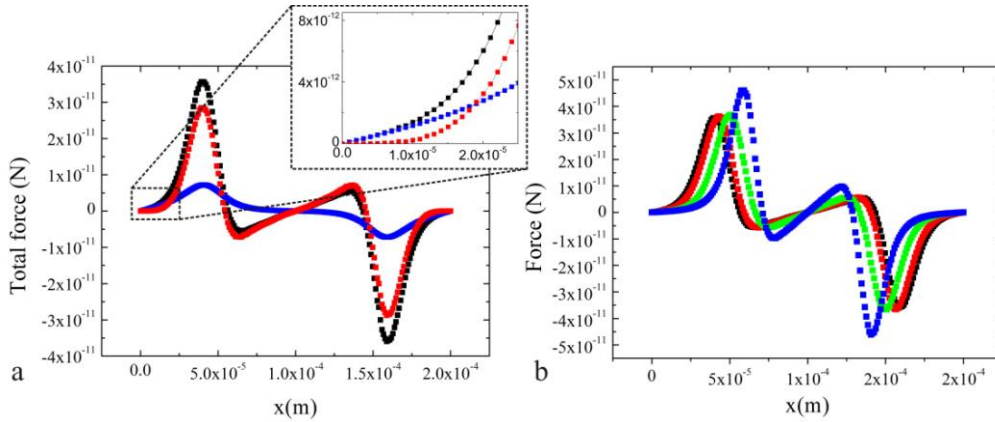 8x10⁻¹²
4x10⁻¹²
0
0.0 1.0x10⁻⁵ 2.0x10⁻⁵
Total force (N)
4x10⁻¹¹
3x10⁻¹¹
2x10⁻¹¹
1x10⁻¹¹
0
-1x10⁻¹¹
-2x10⁻¹¹
-3x10⁻¹¹
-4x10⁻¹¹
0.0 5.0x10⁻⁵ 1.0x10⁻⁴ 1.5x10⁻⁴ 2.0x10⁻⁴
a
x(m)
Force (N)
5x10⁻¹¹
4x10⁻¹¹
3x10⁻¹¹
2x10⁻¹¹
1x10⁻¹¹
0
-1x10⁻¹¹
-2x10⁻¹¹
-3x10⁻¹¹
-4x10⁻¹¹
-5x10⁻¹¹
0 5x10⁻⁵ 1x10⁻⁴ 2x10⁻⁴ 2x10⁻⁴
b
x(m)